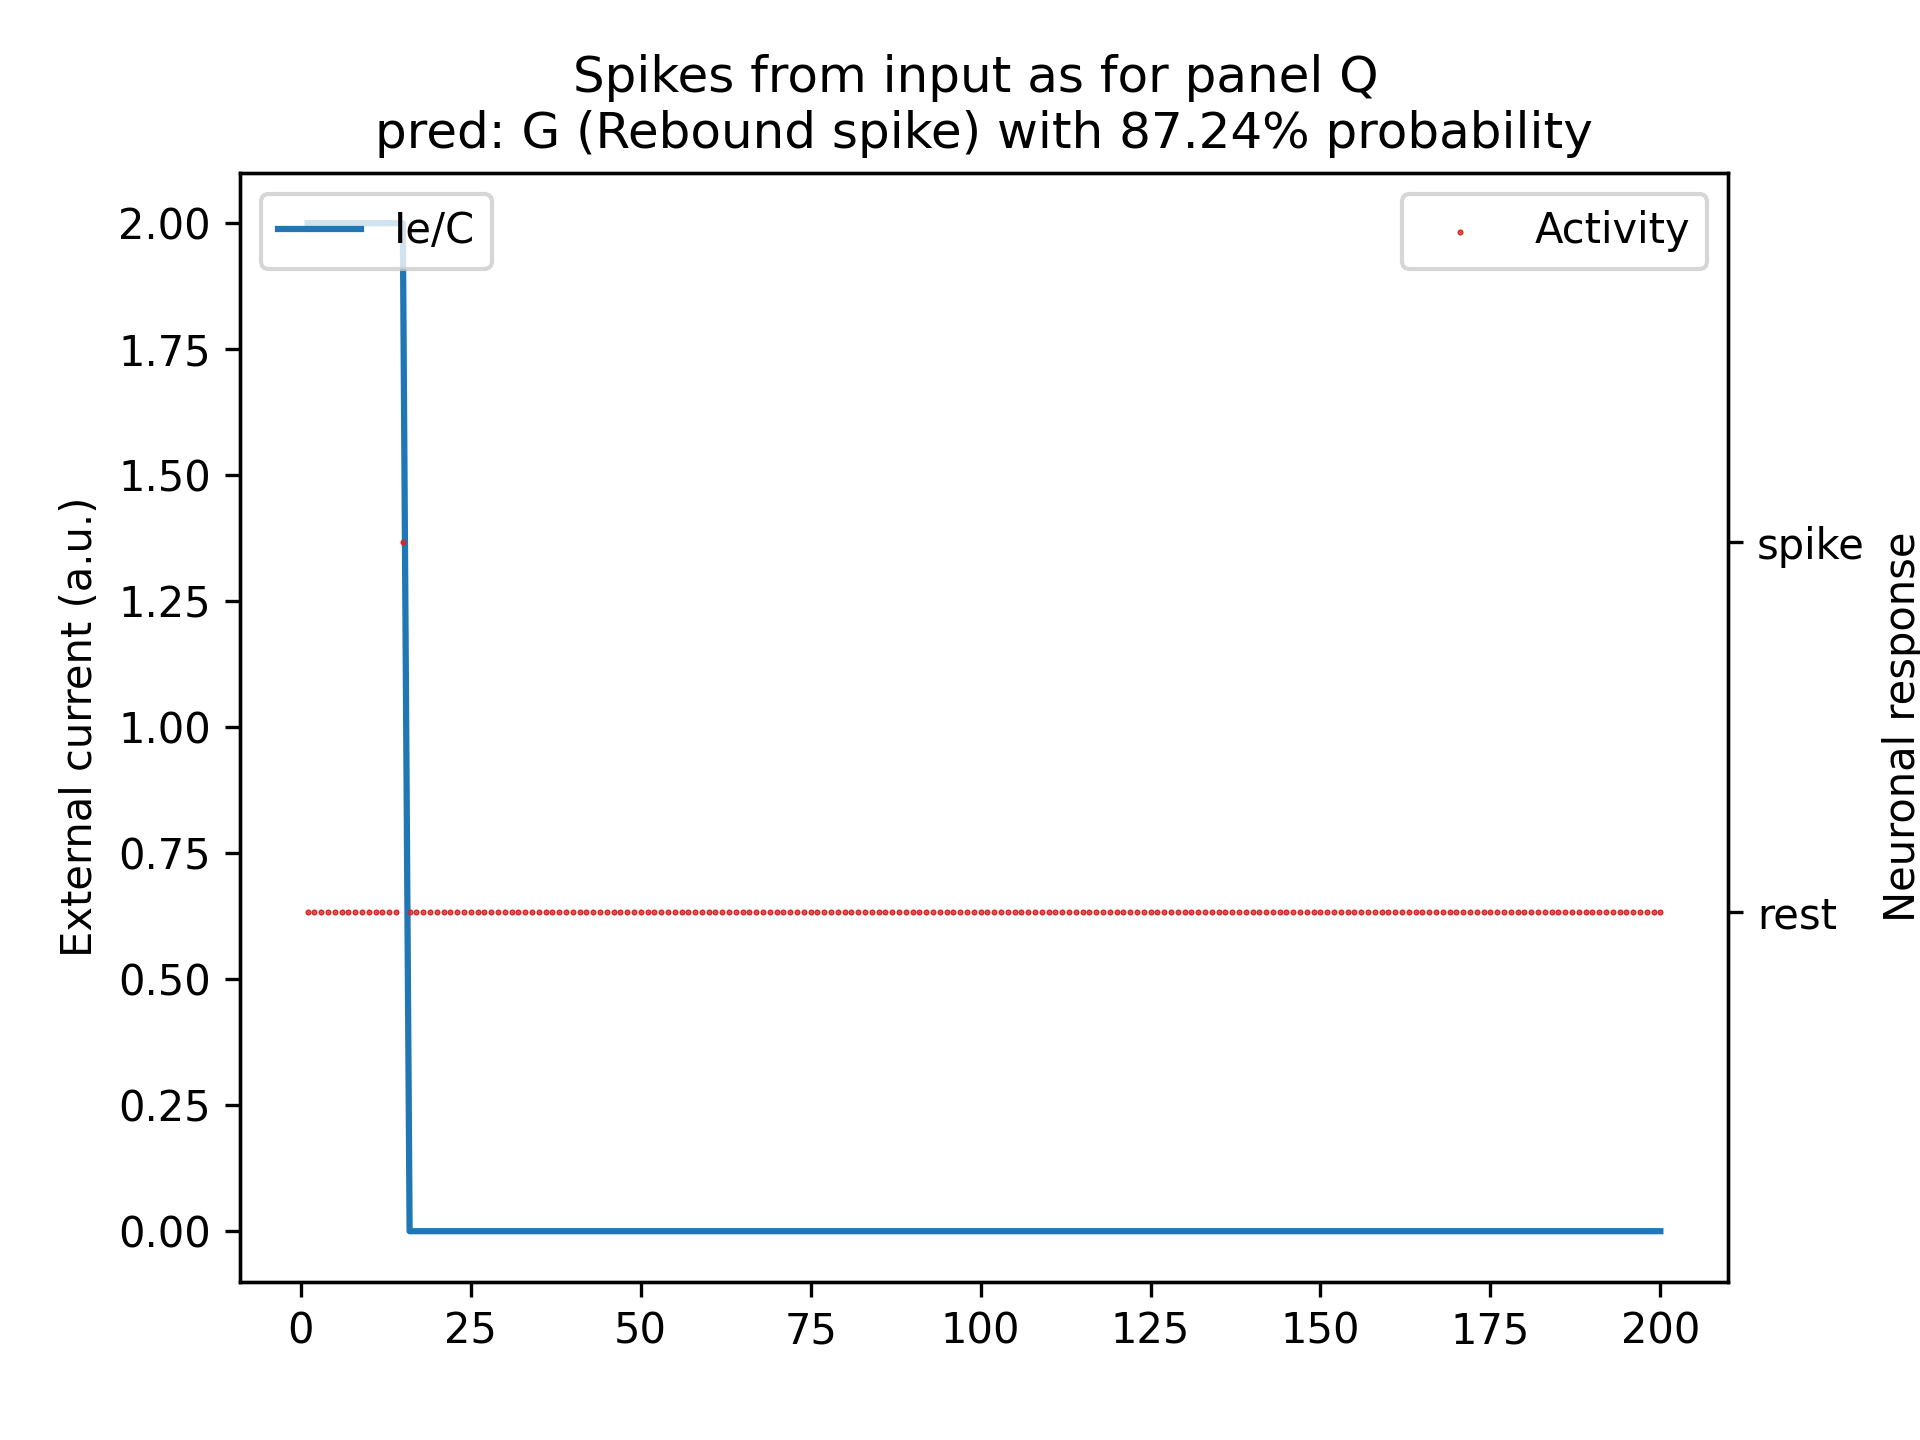 Spikes from input as for panel Q
pred: G (Rebound spike) with 87.24% probability
Ie/C
Activity
2.00
1.75
1.50
1.25
1.00
0.75
0.50
0.25
0.00
External current (a.u.)
spike
rest
Neuronal response
0 25 50 75 100 125 150 175 200